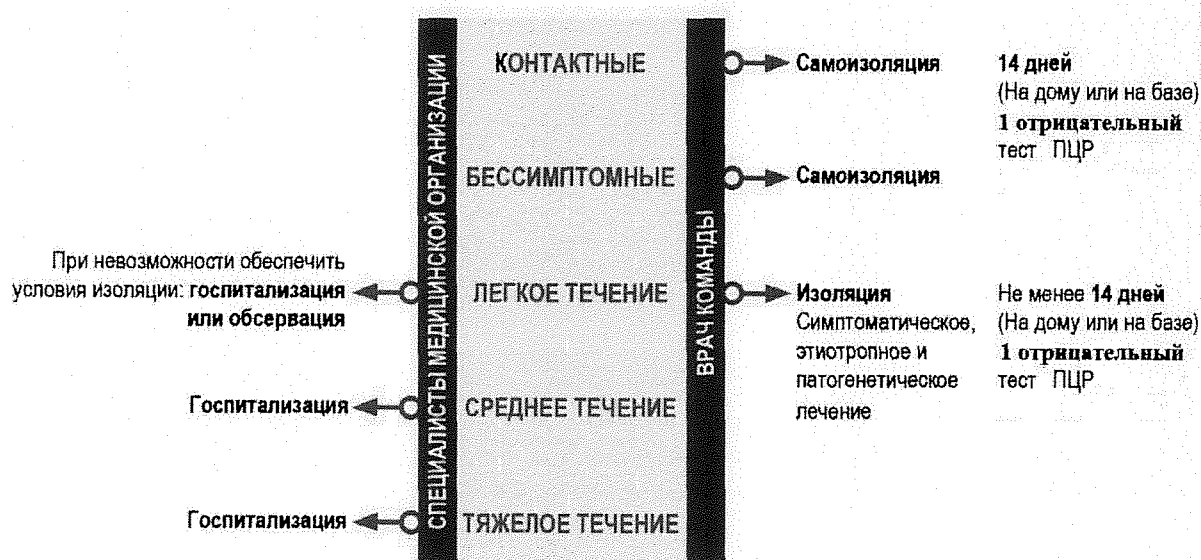 СПЕЦИАЛИСТЫ МЕДИЦИНСКОЙ ОРГАНИЗАЦИИ
ВРАЧ КОМАНДЫ
КОНТАКТНЫЕ
Самоизоляция
14 дней
(На дому или на базе)
1 отрицательный
тест ПЦР
БЕССИМПТОМНЫЕ
Самоизоляция
При невозможности обеспечить
условия изоляции: госпитализация
или обсервация
ЛЕГКОЕ ТЕЧЕНИЕ
Изоляция
Симптоматическое,
этиотропное и
патогенетическое
лечение
Не менее 14 дней
(На дому или на базе)
1 отрицательный
тест ПЦР
Госпитализация
СРЕДНЕЕ ТЕЧЕНИЕ
Госпитализация
ТЯЖЕЛОЕ ТЕЧЕНИЕ